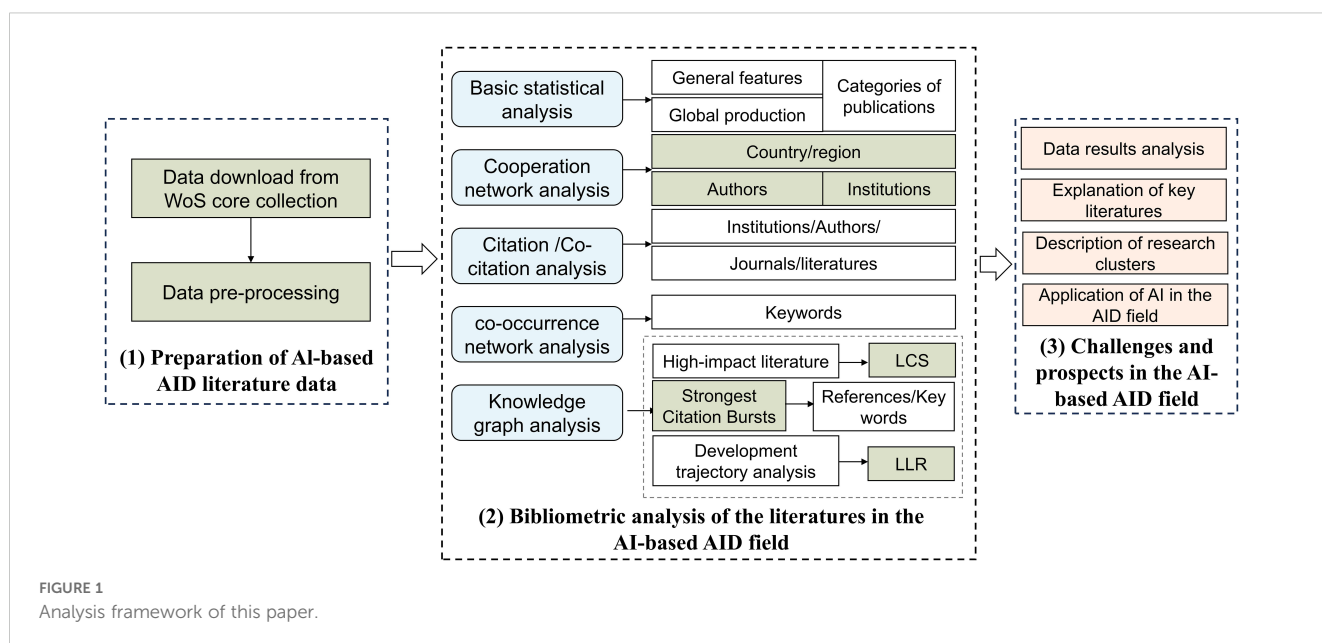 Data download from
WoS core collection
Data pre-processing
(1) Preparation of AI-based
AID literature data
Basic statistical
analysis
General features
Global production
Categories of
publications
Cooperation
network analysis
Country/region
Authors
Institutions
Citation /Co-
citation analysis
Institutions/Authors/
Journals/literatures
co-occurrence
network analysis
Keywords
Knowledge
graph analysis
High-impact literature
LCS
Strongest
Citation Bursts
References/Key
words
Development
trajectory analysis
LLR
(2) Bibliometric analysis of the literatures in the
AI-based AID field
Data results analysis
Explanation of key
literatures
Description of research
clusters
Application of AI in the
AID field
(3) Challenges and
prospects in the AI-
based AID field
FIGURE 1
Analysis framework of this paper.